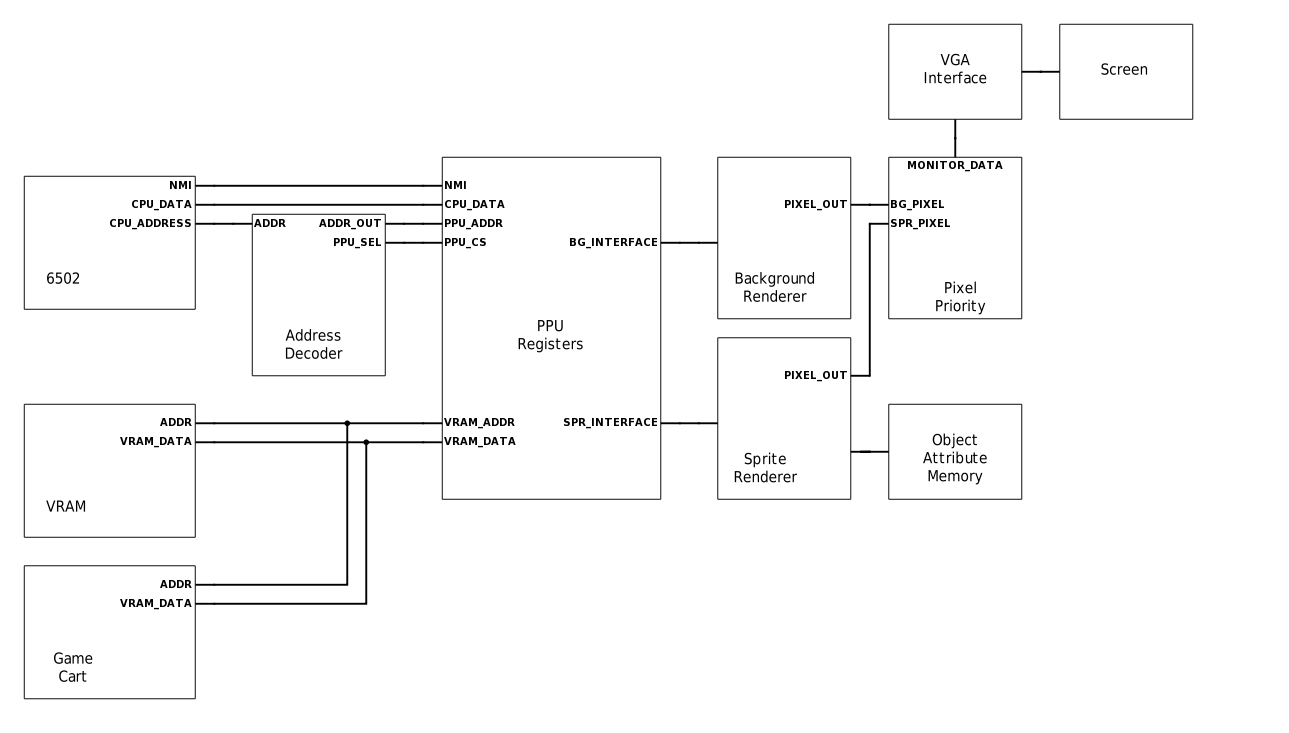 VGA
Interface
Screen
MONITOR_DATA
NMI
CPU_DATA
CPU_ADDRESS
6502
ADDR
ADDR_OUT
PPU_SEL
Address
Decoder
NMI
CPU_DATA
PPU_ADDR
PPU_CS
BG_INTERFACE
PPU
Registers
VRAM_ADDR
VRAM_DATA
SPR_INTERFACE
PIXEL_OUT
Background
Renderer
BG_PIXEL
SPR_PIXEL
Pixel
Priority
PIXEL_OUT
Sprite
Renderer
Object
Attribute
Memory
ADDR
VRAM_DATA
VRAM
ADDR
VRAM_DATA
Game
Cart